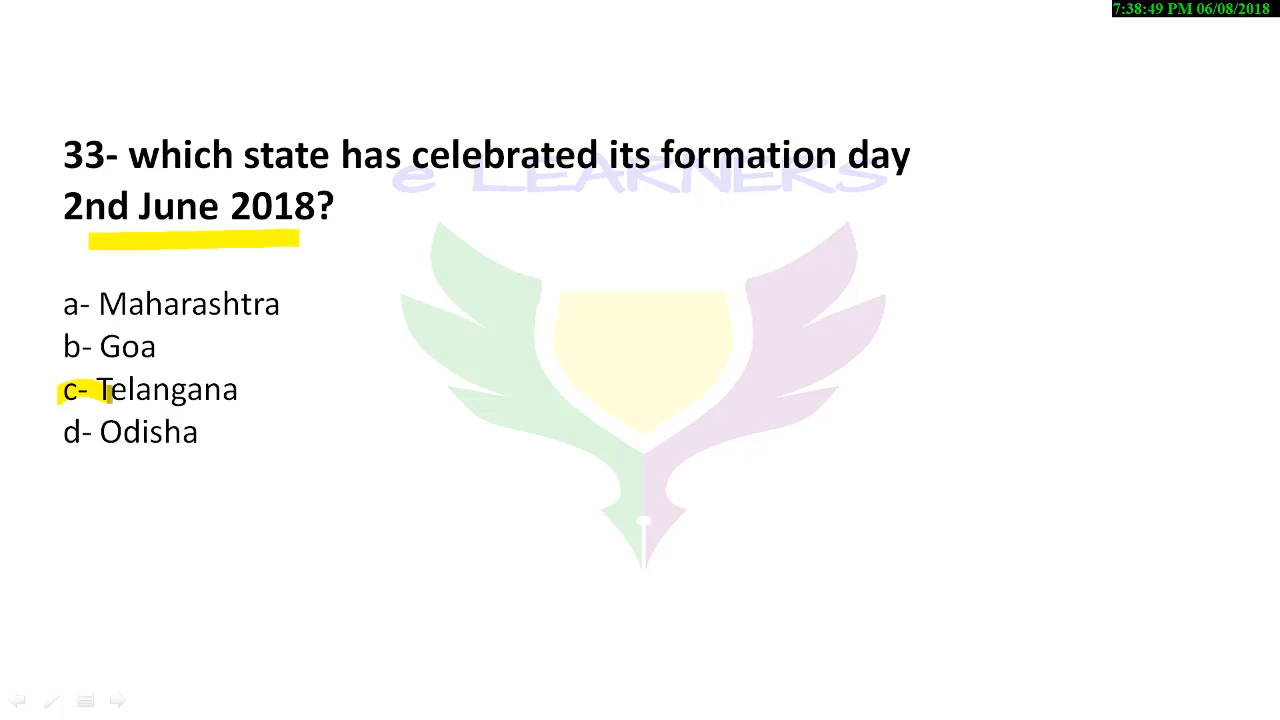 7:38:49 PM 06/08/2018
33- which state has celebrated its formation day
e LEARNERS
2nd June 2018?
a- Maharashtra
b- Goa
c- Telangana
d- Odisha